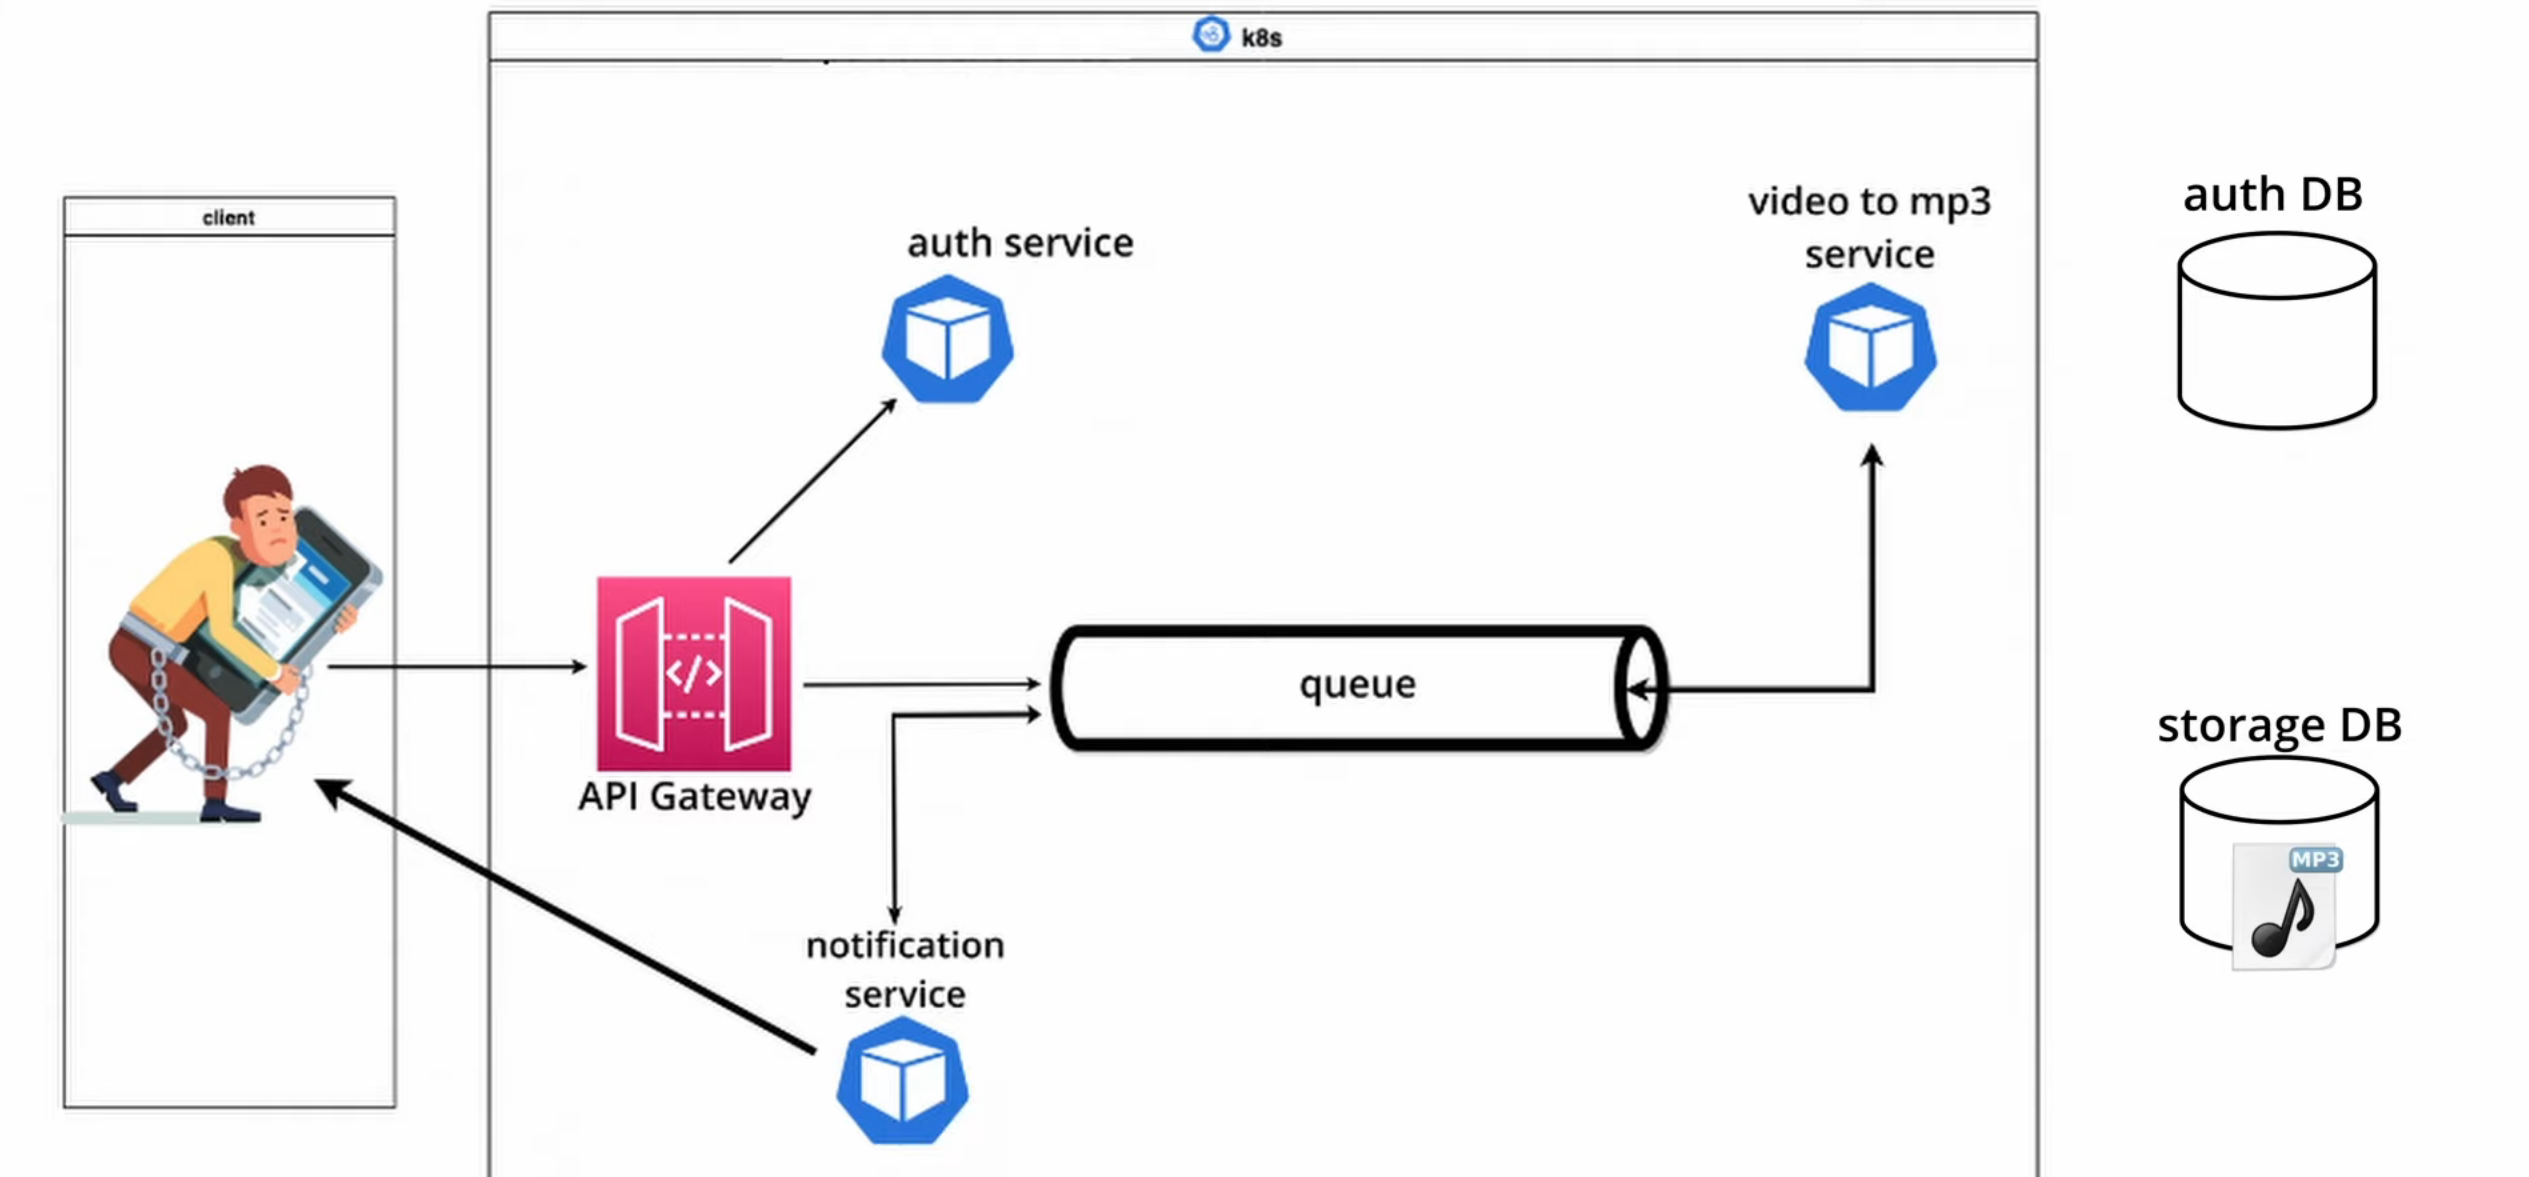 k8s
client
auth service
video to mp3
service
auth DB
</>
API Gateway
queue
storage DB
MP3
notification
service